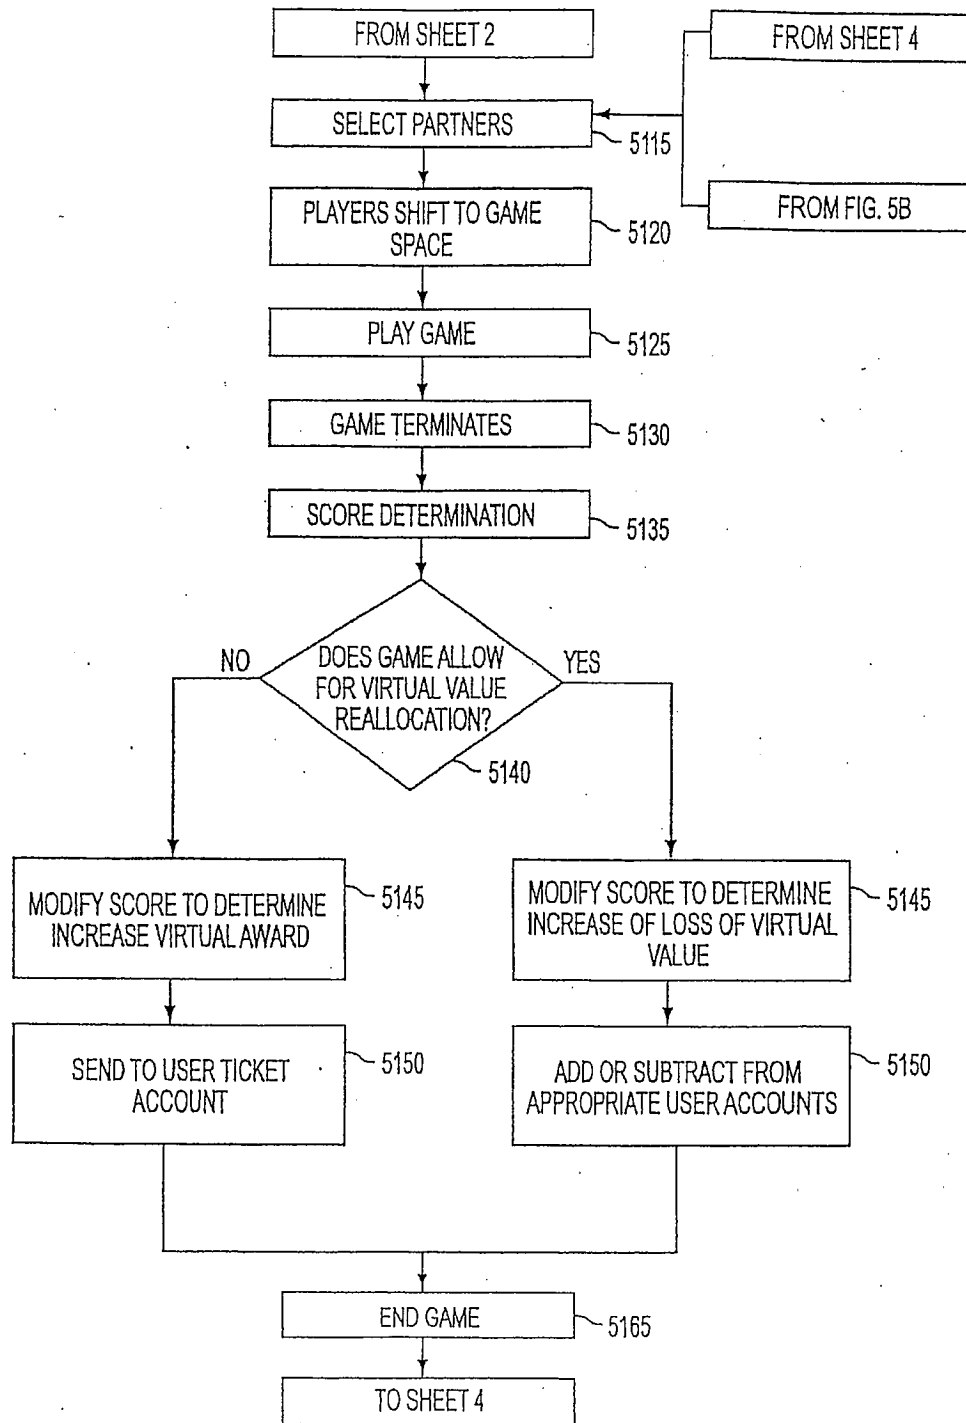 FROM SHEET 2
FROM SHEET 4
SELECT PARTNERS
5115
FROM FIG. 5B
PLAYERS SHIFT TO GAME
SPACE
5120
PLAY GAME
5125
GAME TERMINATES
5130
SCORE DETERMINATION
5135
NO
DOES GAME ALLOW
FOR VIRTUAL VALUE
REALLOCATION?
YES
5140
MODIFY SCORE TO DETERMINE
INCREASE VIRTUAL AWARD
5145
MODIFY SCORE TO DETERMINE
INCREASE OF LOSS OF VIRTUAL
VALUE
5145
SEND TO USER TICKET
ACCOUNT
5150
ADD OR SUBTRACT FROM
APPROPRIATE USER ACCOUNTS
5150
END GAME
5165
TO SHEET 4